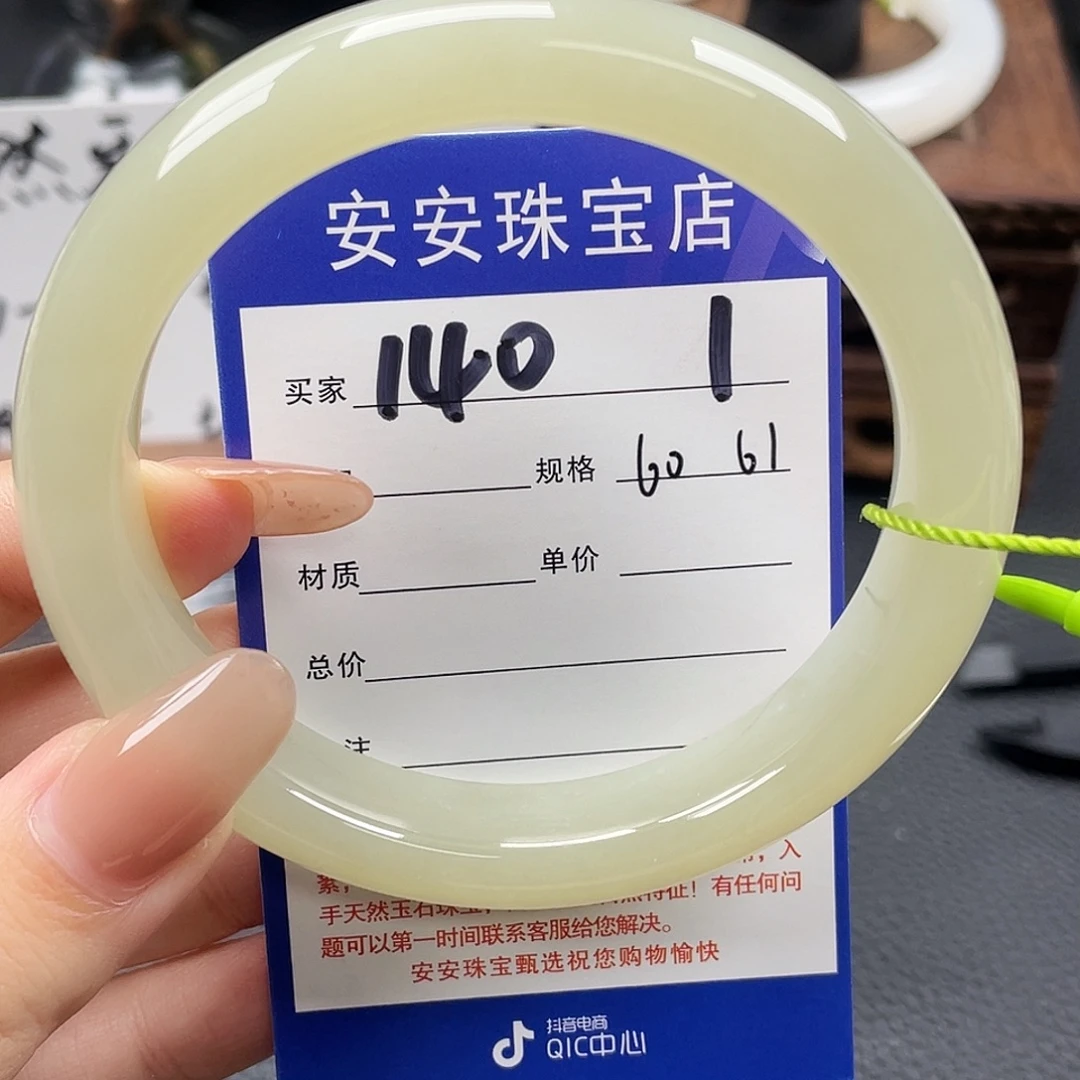 安安珠宝店
买家 140 1
规格 60 61
材质 单价
总价
注
入
手天然玉石珠宝, 特征！有任何问
题可以第一时间联系客服给您解决。
安安珠宝甄选祝您购物愉快
抖音电商
QIC中心